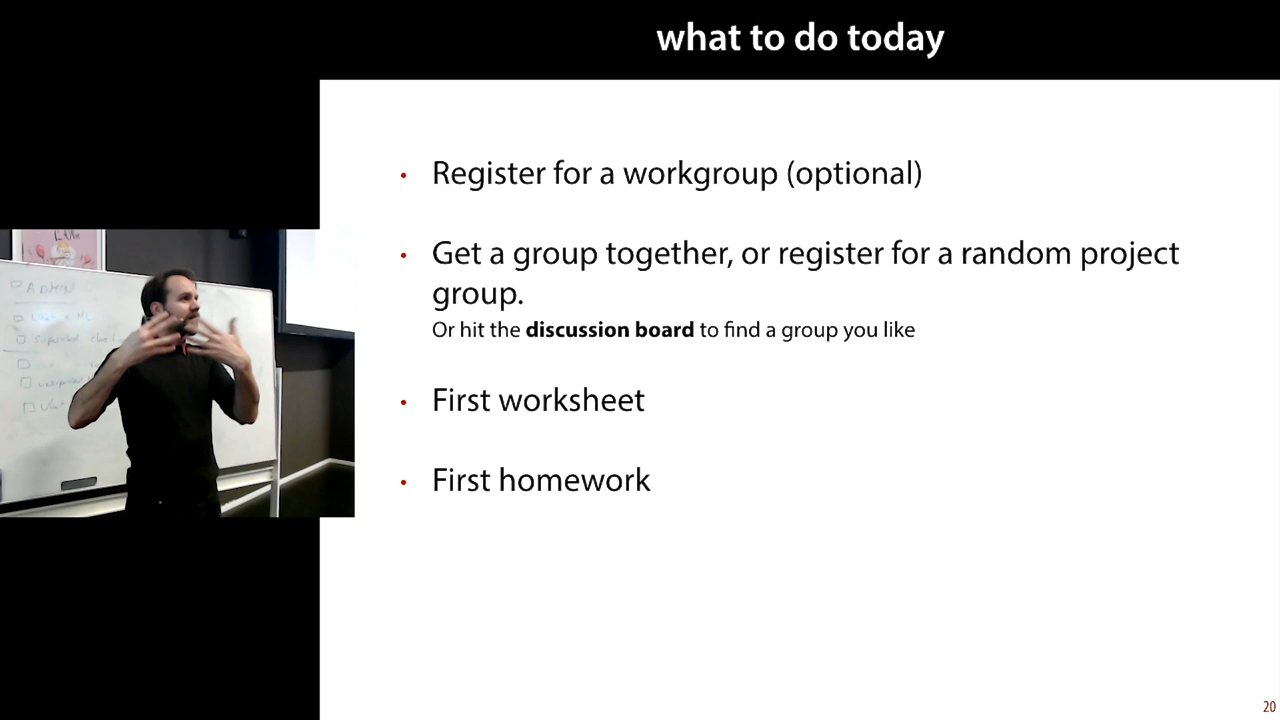 what to do today
Register for a workgroup (optional)
Get a group together, or register for a random project
group.
Or hit the discussion board to find a group you like
First worksheet
First homework
20
ADMIN